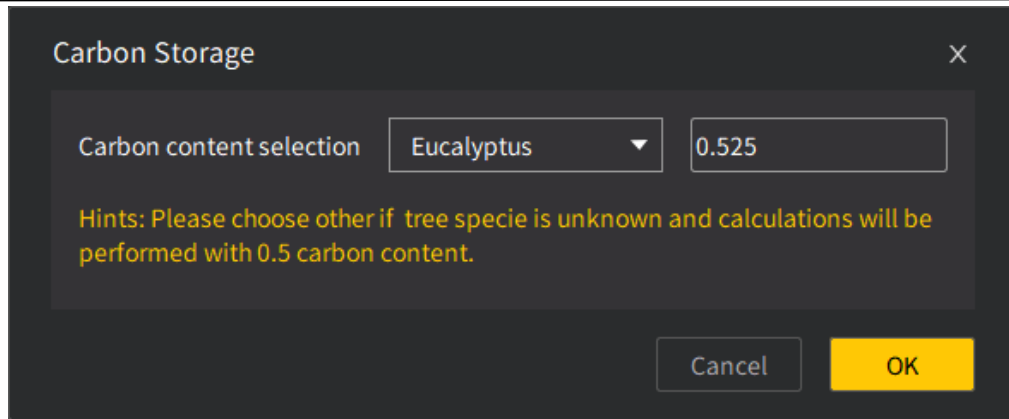 Carbon Storage X
Carbon content selection Eucalyptus 0.525
Hints: Please choose other if tree specie is unknown and calculations will be
performed with 0.5 carbon content.
Cancel OK